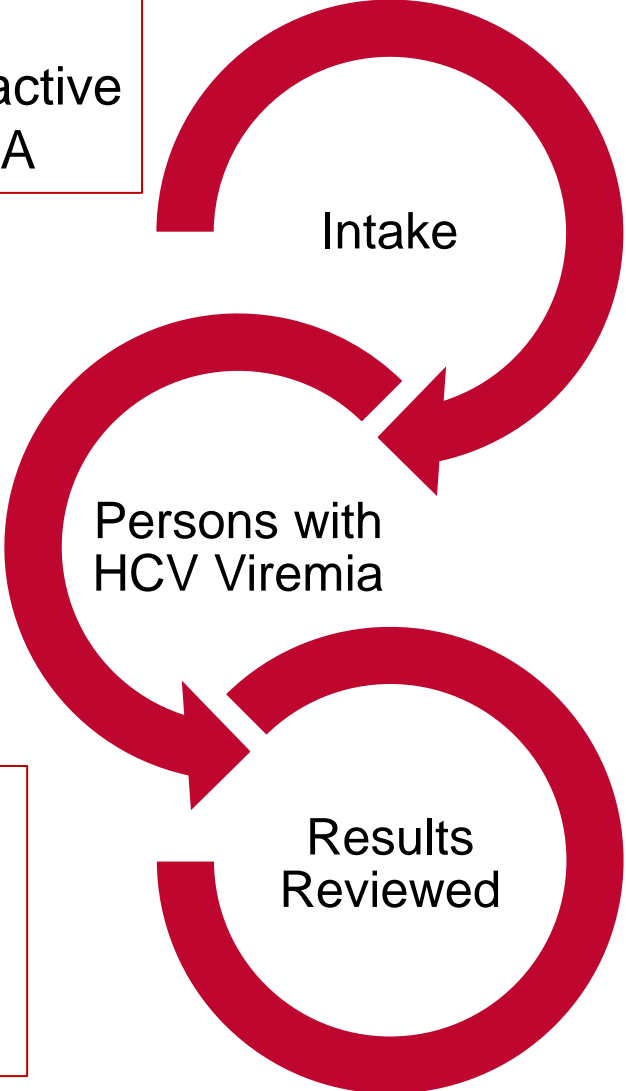 active
A
Intake
Persons with
HCV Viremia
Results
Reviewed